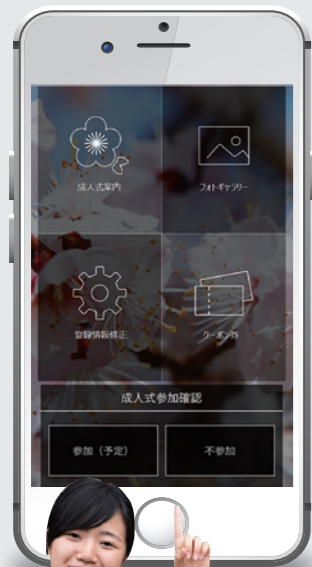 成人式案内
フォトギャラリー
登録情報修正
クーポン券
成人式参加確認
参加（予定）
不参加